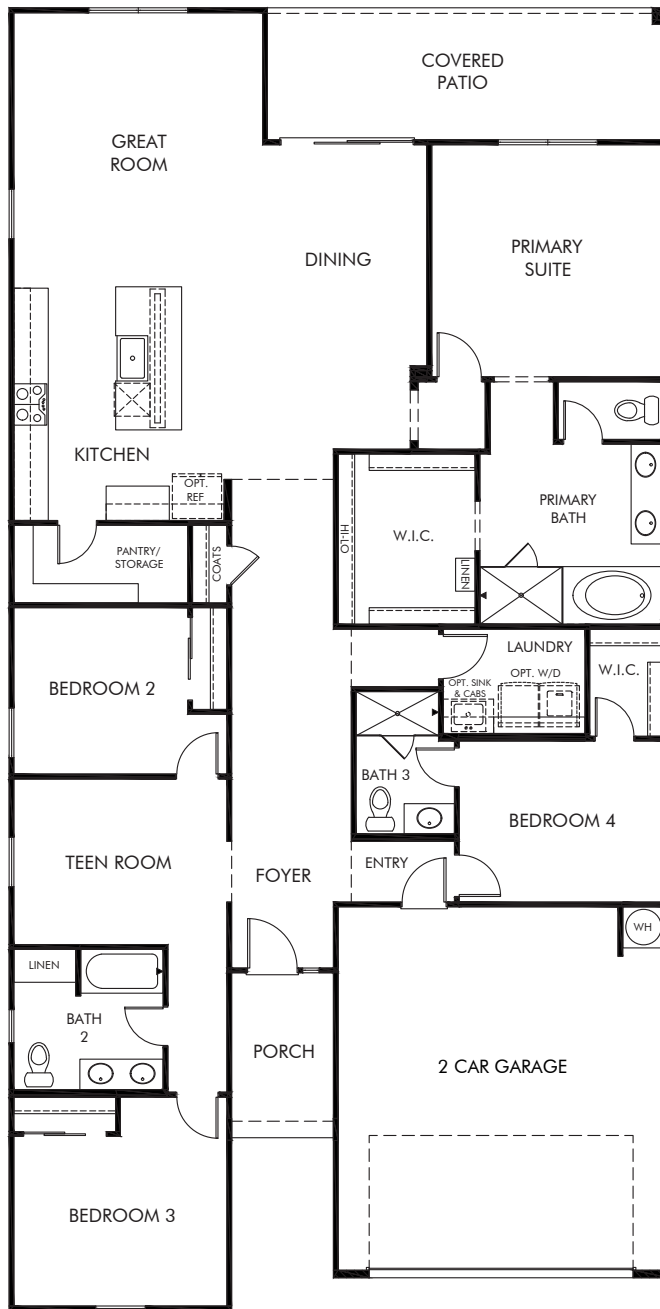 COVERED
PATIO
GREAT
ROOM
DINING
PRIMARY
SUITE
KITCHEN
OPT.
REF
HI-LO
W.I.C.
LINEN
PRIMARY
BATH
PANTRY/
STORAGE
COATS
LAUNDRY
OPT. W/D
OPT. SINK
& CABS
W.I.C.
BEDROOM 2
BATH 3
BEDROOM 4
TEEN ROOM
FOYER
ENTRY
WH
LINEN
BATH
2
PORCH
2 CAR GARAGE
BEDROOM 3